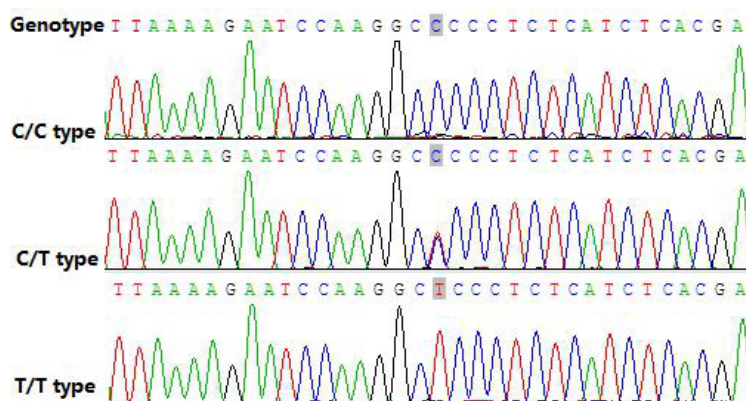 Genotype T T A A A A G A A T C C A A G G C C C C C T C T C A T C T C A C G A
C/C type
T T A A A A G A A T C C A A G G C C C C C T C T C A T C T C A C G A
C/T type
T T A A A A G A A T C C A A G G C T C C C T C T C A T C T C A C G A
T/T type